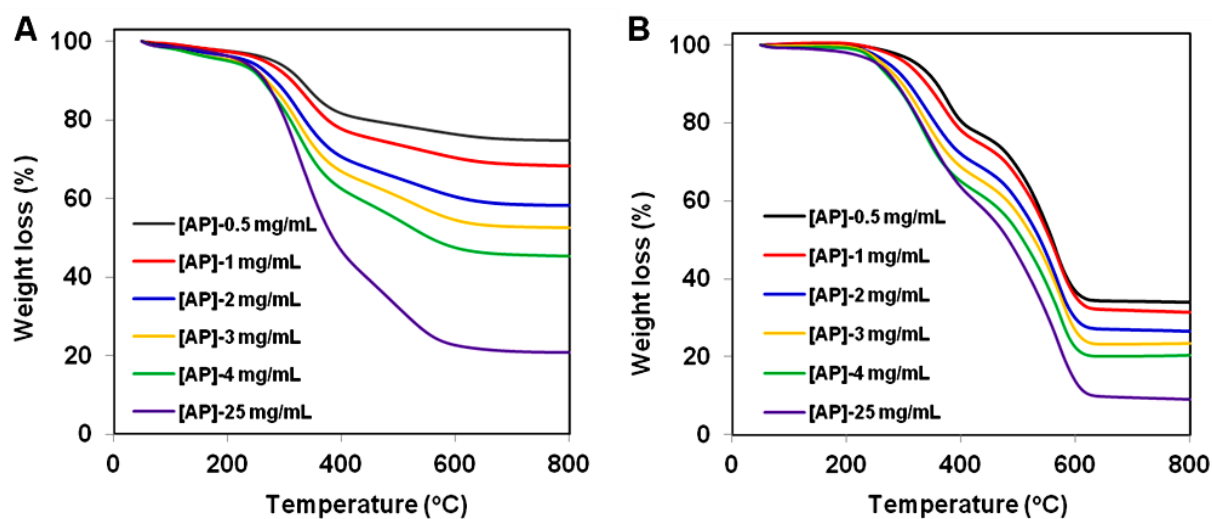 A
Weight loss (%)
100
80
60
40
20
0
[AP]-0.5 mg/mL
[AP]-1 mg/mL
[AP]-2 mg/mL
[AP]-3 mg/mL
[AP]-4 mg/mL
[AP]-25 mg/mL
0 200 400 600 800
Temperature (°C)
B
Weight loss (%)
100
80
60
40
20
0
[AP]-0.5 mg/mL
[AP]-1 mg/mL
[AP]-2 mg/mL
[AP]-3 mg/mL
[AP]-4 mg/mL
[AP]-25 mg/mL
0 200 400 600 800
Temperature (°C)